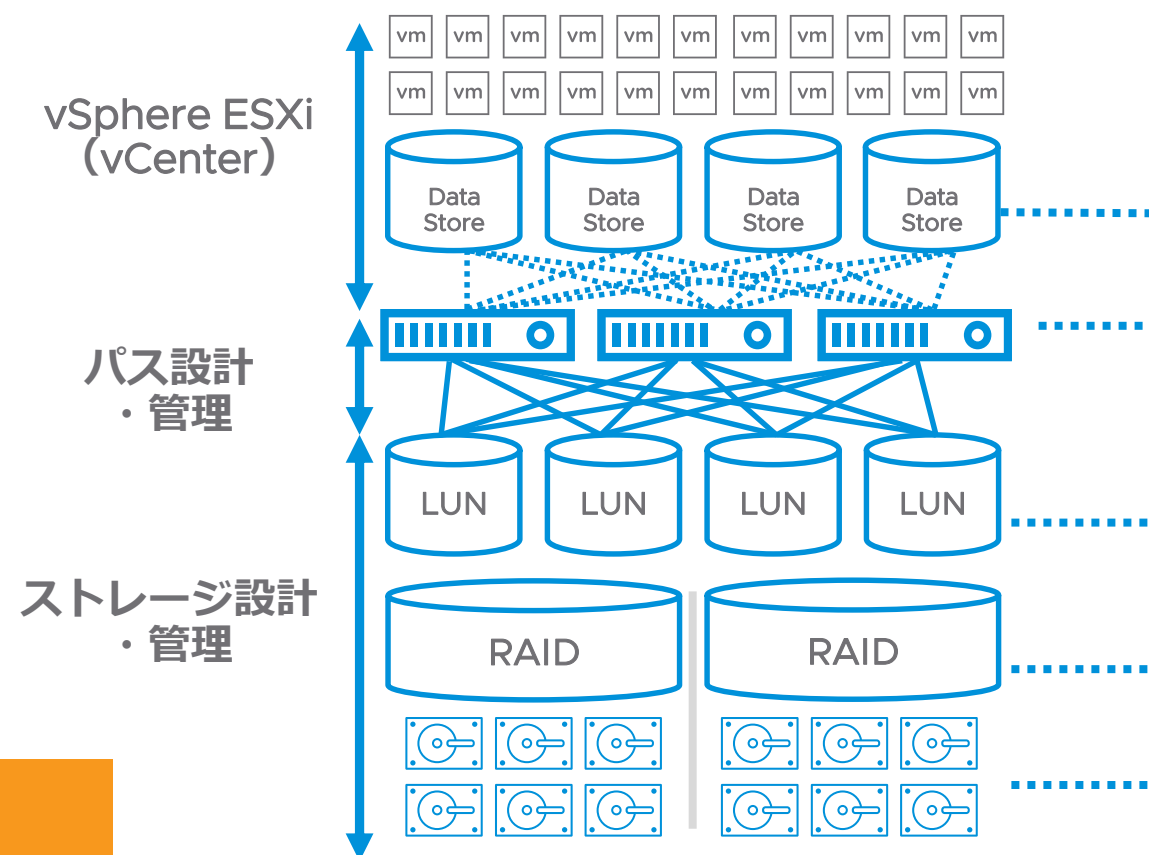 vm vm vm vm vm vm vm vm vm vm vm
vm vm vm vm vm vm vm vm vm vm vm
vSphere ESXi
（vCenter）
Data
Store
Data
Store
Data
Store
Data
Store
パス設計
・管理
LUN LUN LUN LUN
ストレージ設計
・管理
RAID RAID